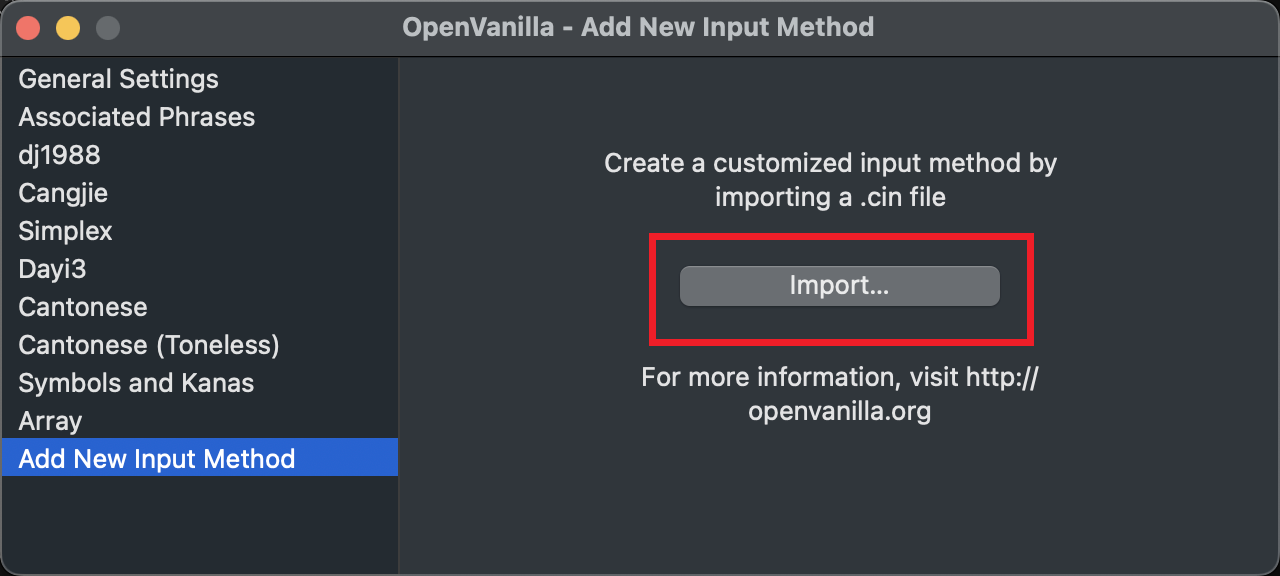 OpenVanilla - Add New Input Method
General Settings
Associated Phrases
dj1988
Cangjie
Simplex
Dayi3
Cantonese
Cantonese (Toneless)
Symbols and Kanas
Array
Add New Input Method
Create a customized input method by
importing a .cin file
Import...
For more information, visit http://
openvanilla.org